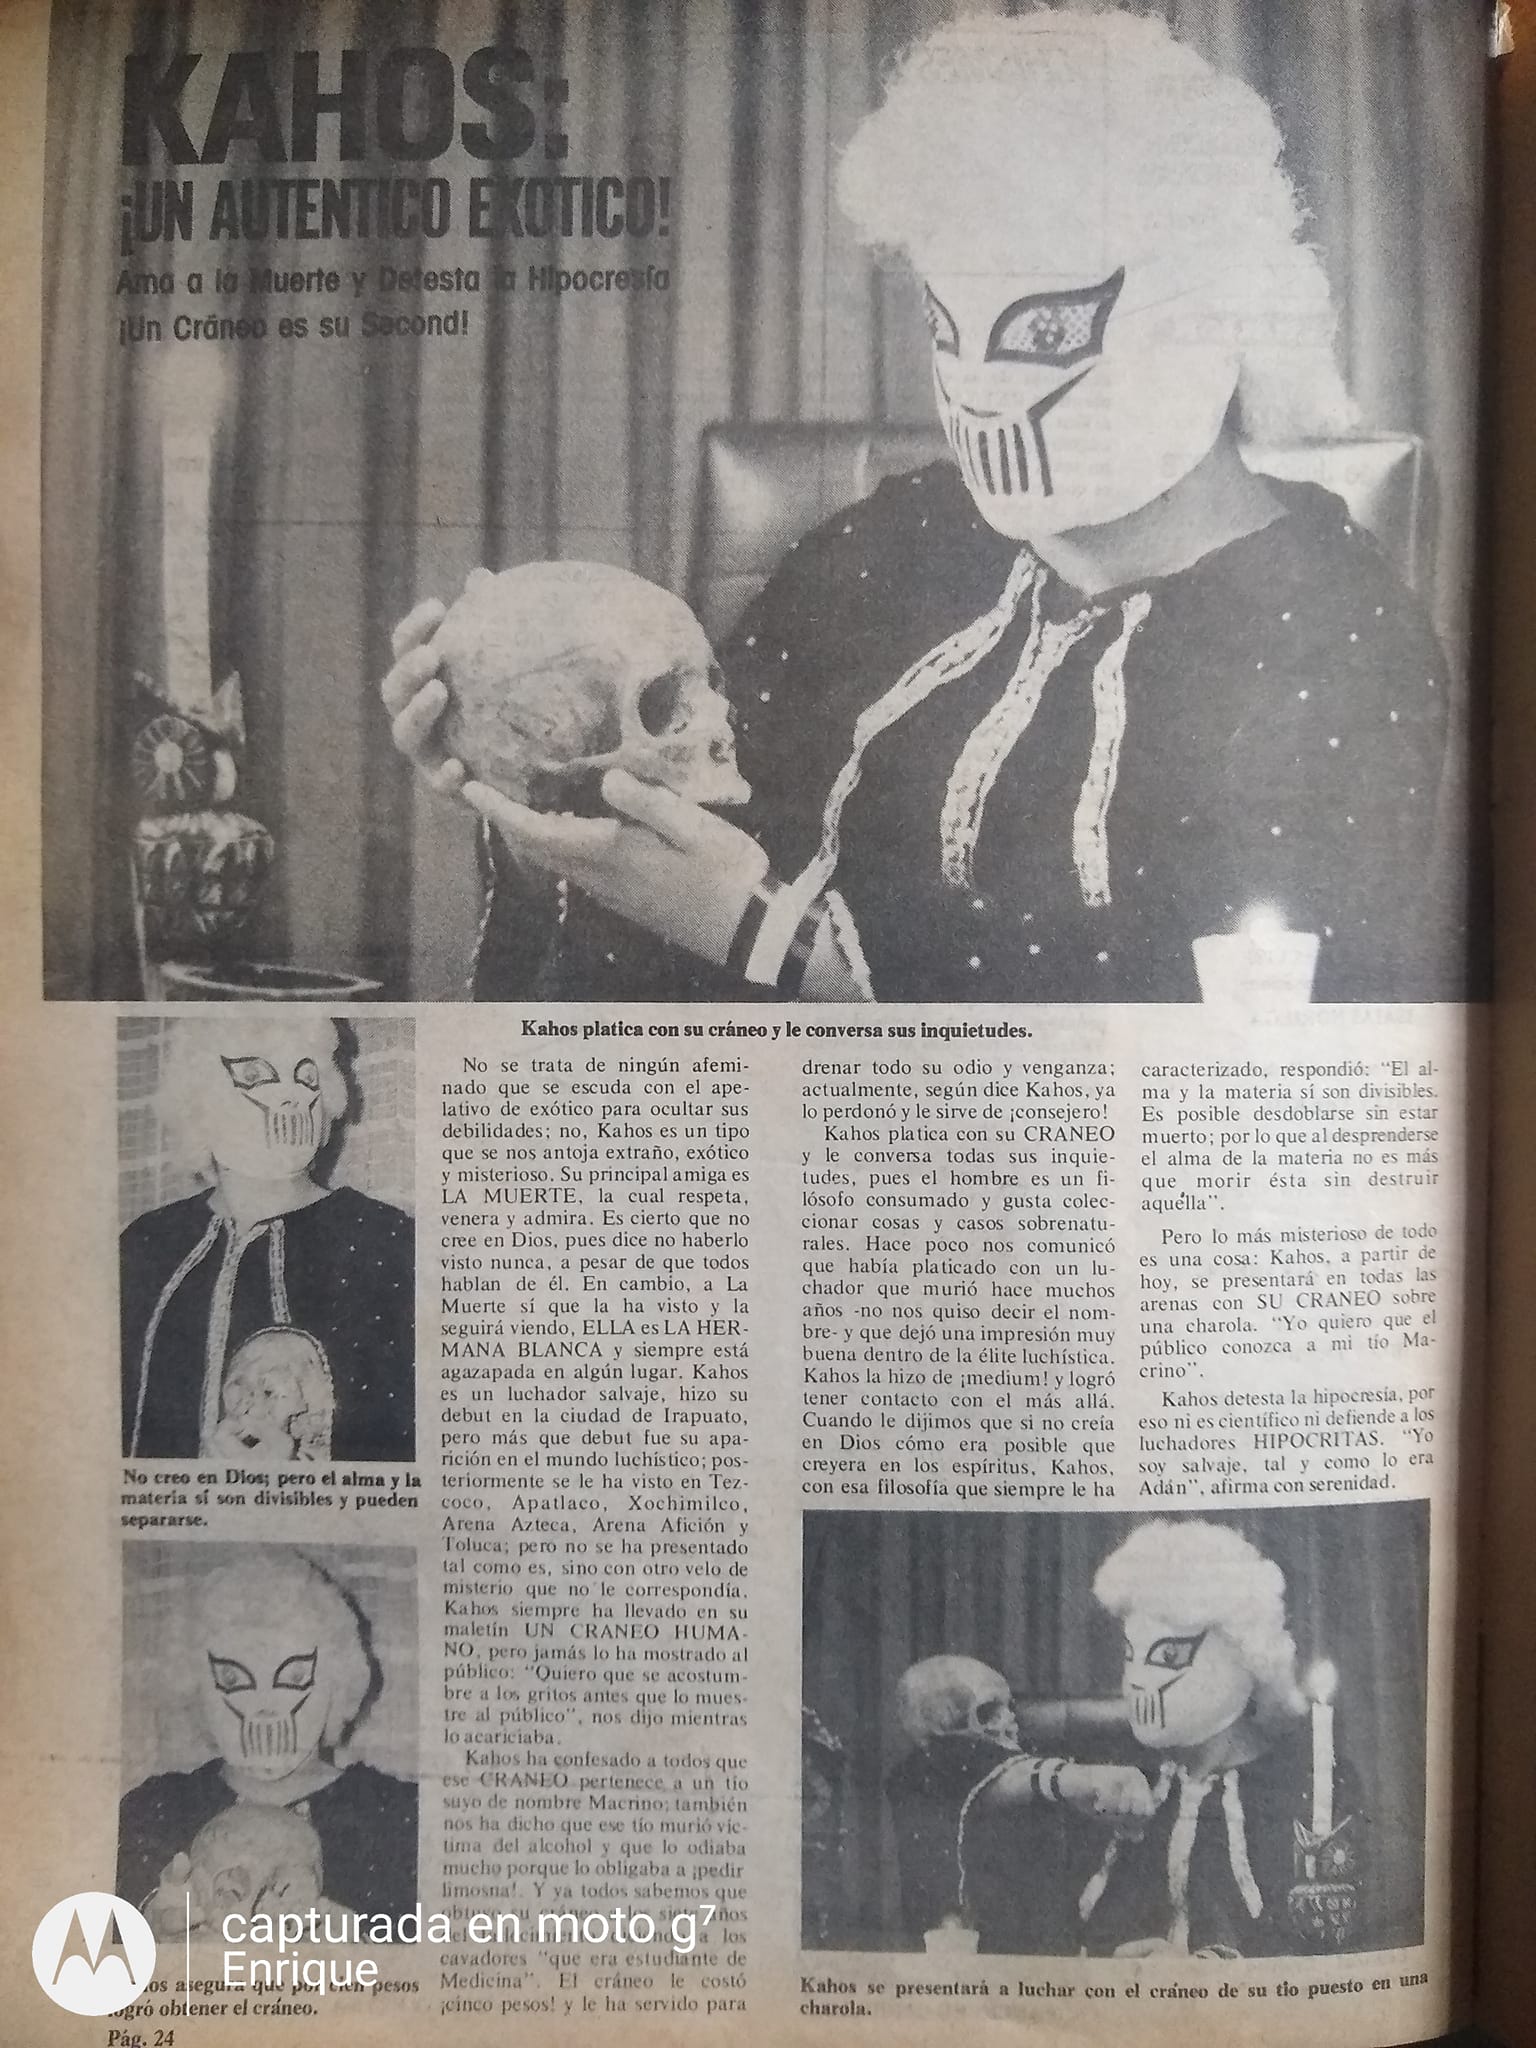 KAHOS:
¡UN AUTENTICO EXOTICO!
Ama a la Muerte y Detesta la Hipocresía
¡Un Cráneo es su Second!
Kahos platica con su cráneo y le conversa sus inquietudes.
No creo en Dios; pero el alma y la
materia sí son divisibles y pueden
separarse.
asegura que por cien pesos
logró obtener el cráneo.
No se trata de ningún afemi-
nado que se escuda con el ape-
lativo de exótico para ocultar sus
debilidades; no, Kahos es un tipo
que se nos antoja extraño, exótico
y misterioso. Su principal amiga es
LA MUERTE, la cual respeta,
venera y admira. Es cierto que no
cree en Dios, pues dice no haberlo
visto nunca, a pesar de que todos
hablan de él. En cambio, a La
Muerte sí que la ha visto y la
seguirá viendo, ELLA es LA HER-
MANA BLANCA y siempre está
agazapada en algún lugar. Kahos
es un luchador salvaje, hizo su
debut en la ciudad de Irapuato,
pero más que debut fue su apa-
rición en el mundo luchístico; pos-
teriormente se le ha visto en Tez-
coco, Apatlaco, Xochimilco,
Arena Azteca, Arena Afición y
Toluca; pero no se ha presentado
tal como es, sino con otro velo de
misterio que no le correspondía.
Kahos siempre ha llevado en su
maletín UN CRANEO HUMA-
NO, pero jamás lo ha mostrado al
público: "Quiero que se acostum-
bre a los gritos antes que lo mues-
tre al público", nos dijo mientras
lo acariciaba.
Kahos ha confesado a todos que
ese CRANEO pertenece a un tío
suyo de nombre Macrino; también
nos ha dicho que ese tío murió víc-
tima del alcohol y que lo odiaba
mucho porque lo obligaba a ¡pedir
limosna!. Y ya todos sabemos que
obtuvo su cráneo a los siete años
a los
cavadores "que era estudiante de
Medicina". El cráneo le costó
¡cinco pesos! y le ha servido para
drenar todo su odio y venganza;
actualmente, según dice Kahos, ya
lo perdonó y le sirve de ¡consejero!
Kahos platica con su CRANEO
y le conversa todas sus inquie-
tudes, pues el hombre es un fi-
lósofo consumado y gusta colec-
cionar cosas y casos sobrenatu-
rales. Hace poco nos comunicó
que había platicado con un lu-
chador que murió hace muchos
años -no nos quiso decir el nom-
bre- y que dejó una impresión muy
buena dentro de la élite luchística.
Kahos la hizo de ¡medium! y logró
tener contacto con el más allá.
Cuando le dijimos que si no creía
en Dios cómo era posible que
creyera en los espíritus, Kahos,
con esa filosofía que siempre le ha
caracterizado, respondió: "El al-
ma y la materia sí son divisibles.
Es posible desdoblarse sin estar
muerto; por lo que al desprenderse
el alma de la materia no es más
que morir ésta sin destruir
aquélla".
Pero lo más misterioso de todo
es una cosa: Kahos, a partir de
hoy, se presentará en todas las
arenas con SU CRANEO sobre
una charola. "Yo quiero que el
público conozca a mi tío Ma-
crino".
Kahos detesta la hipocresía, por
eso ni es científico ni defiende a los
luchadores HIPOCRITAS. "Yo
soy salvaje, tal y como lo era
Adán", afirma con serenidad.
Kahos se presentará a luchar con el cráneo de su tío puesto en una
charola.
Pág. 24
capturada en moto g⁷
Enrique